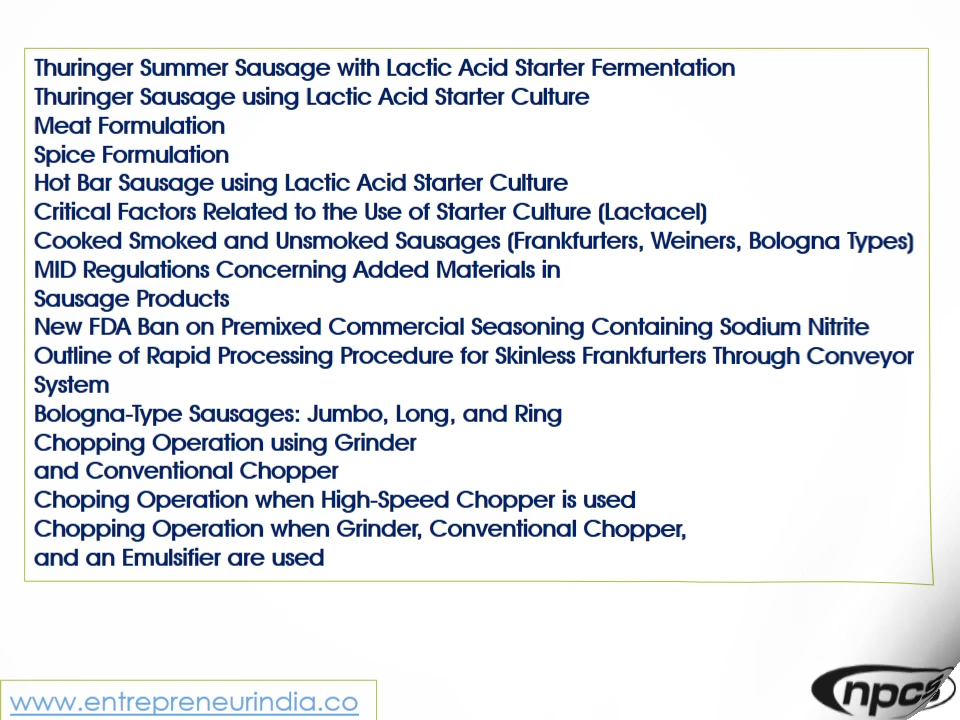 Thuringer Summer Sausage with Lactic Acid Starter Fermentation
Thuringer Sausage using Lactic Acid Starter Culture
Meat Formulation
Spice Formulation
Hot Bar Sausage using Lactic Acid Starter Culture
Critical Factors Related to the Use of Starter Culture (Lactacel)
Cooked Smoked and Unsmoked Sausages (Frankfurters, Weiners, Bologna Types)
MID Regulations Concerning Added Materials in
Sausage Products
New FDA Ban on Premixed Commercial Seasoning Containing Sodium Nitrite
Outline of Rapid Processing Procedure for Skinless Frankfurters Through Conveyor
System
Bologna-Type Sausages: Jumbo, Long, and Ring
Chopping Operation using Grinder
and Conventional Chopper
Choping Operation when High-Speed Chopper is used
Chopping Operation when Grinder, Conventional Chopper,
and an Emulsifier are used
www.entrepreneurindia.co
npcs